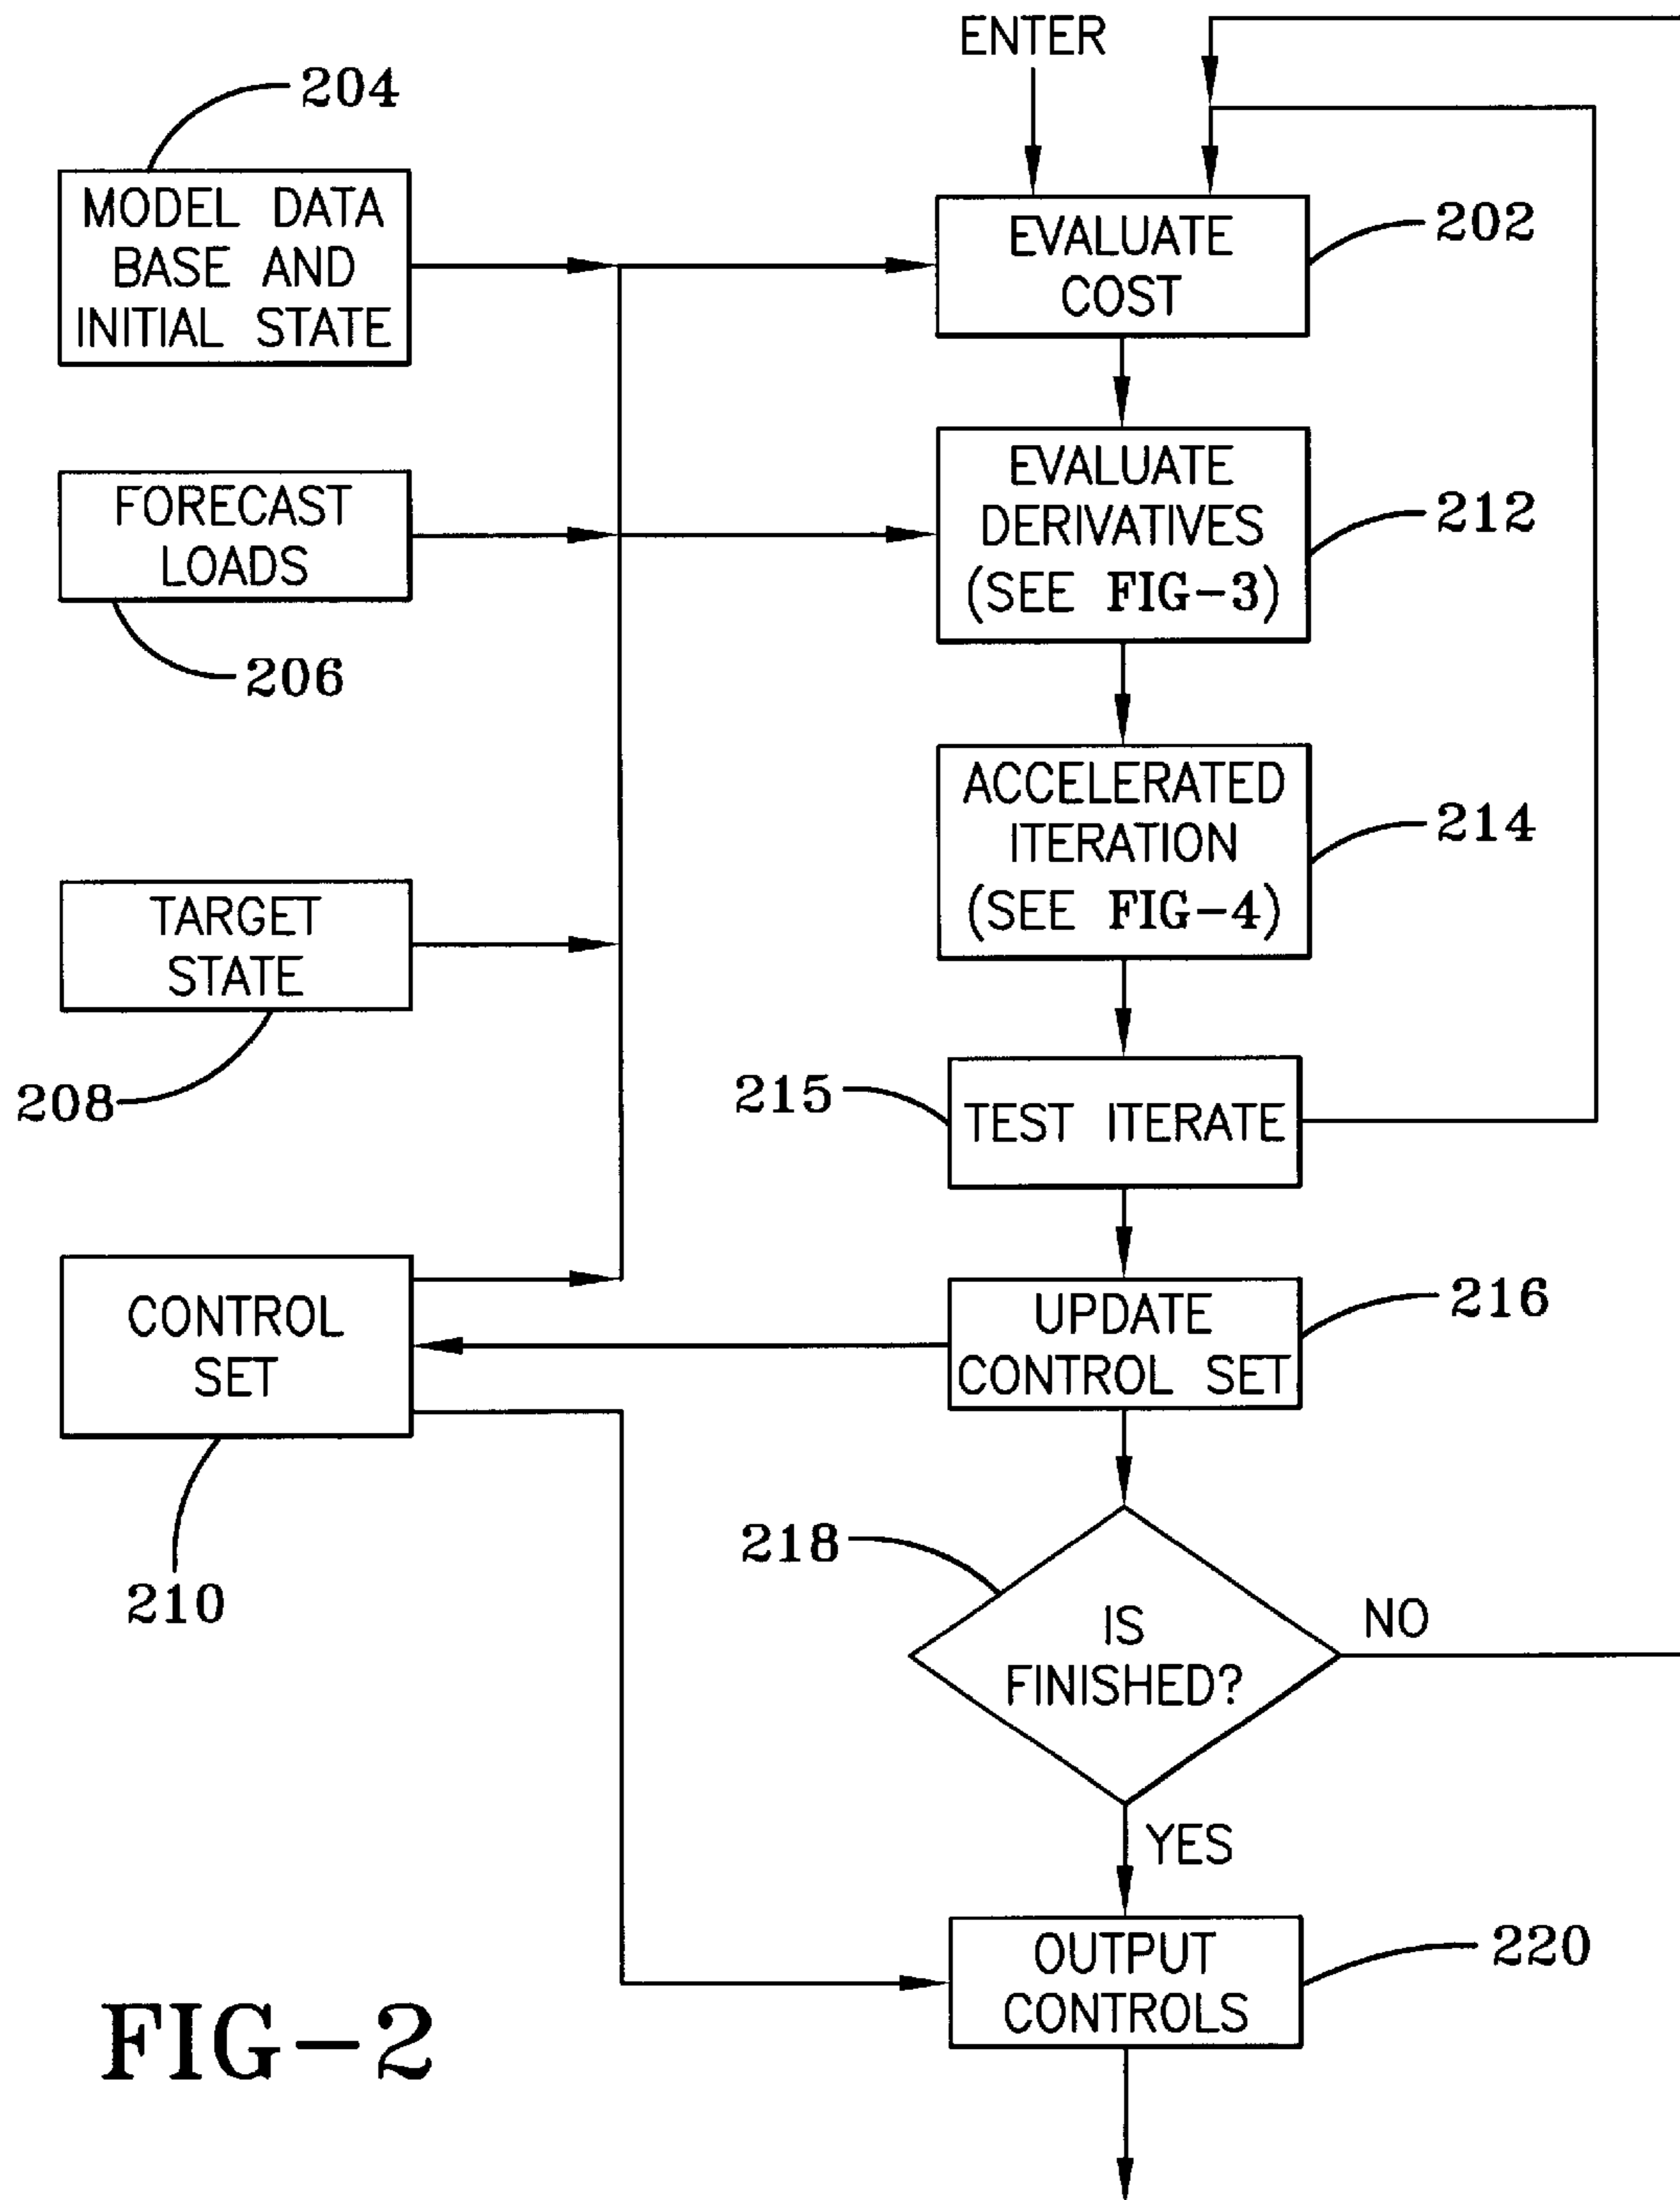 ENTER
204
MODEL DATA
BASE AND
INITIAL STATE
EVALUATE
COST
202
FORECAST
LOADS
206
EVALUATE
DERIVATIVES
(SEE FIG-3)
212
ACCELERATED
ITERATION
(SEE FIG-4)
214
TARGET
STATE
208
215
TEST ITERATE
CONTROL
SET
210
UPDATE
CONTROL SET
216
218
IS
FINISHED?
NO
YES
OUTPUT
CONTROLS
220
FIG-2